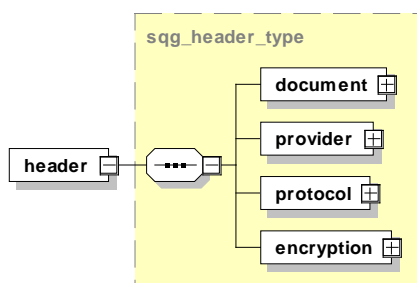 sqg_header_type
document
provider
header
protocol
encryption